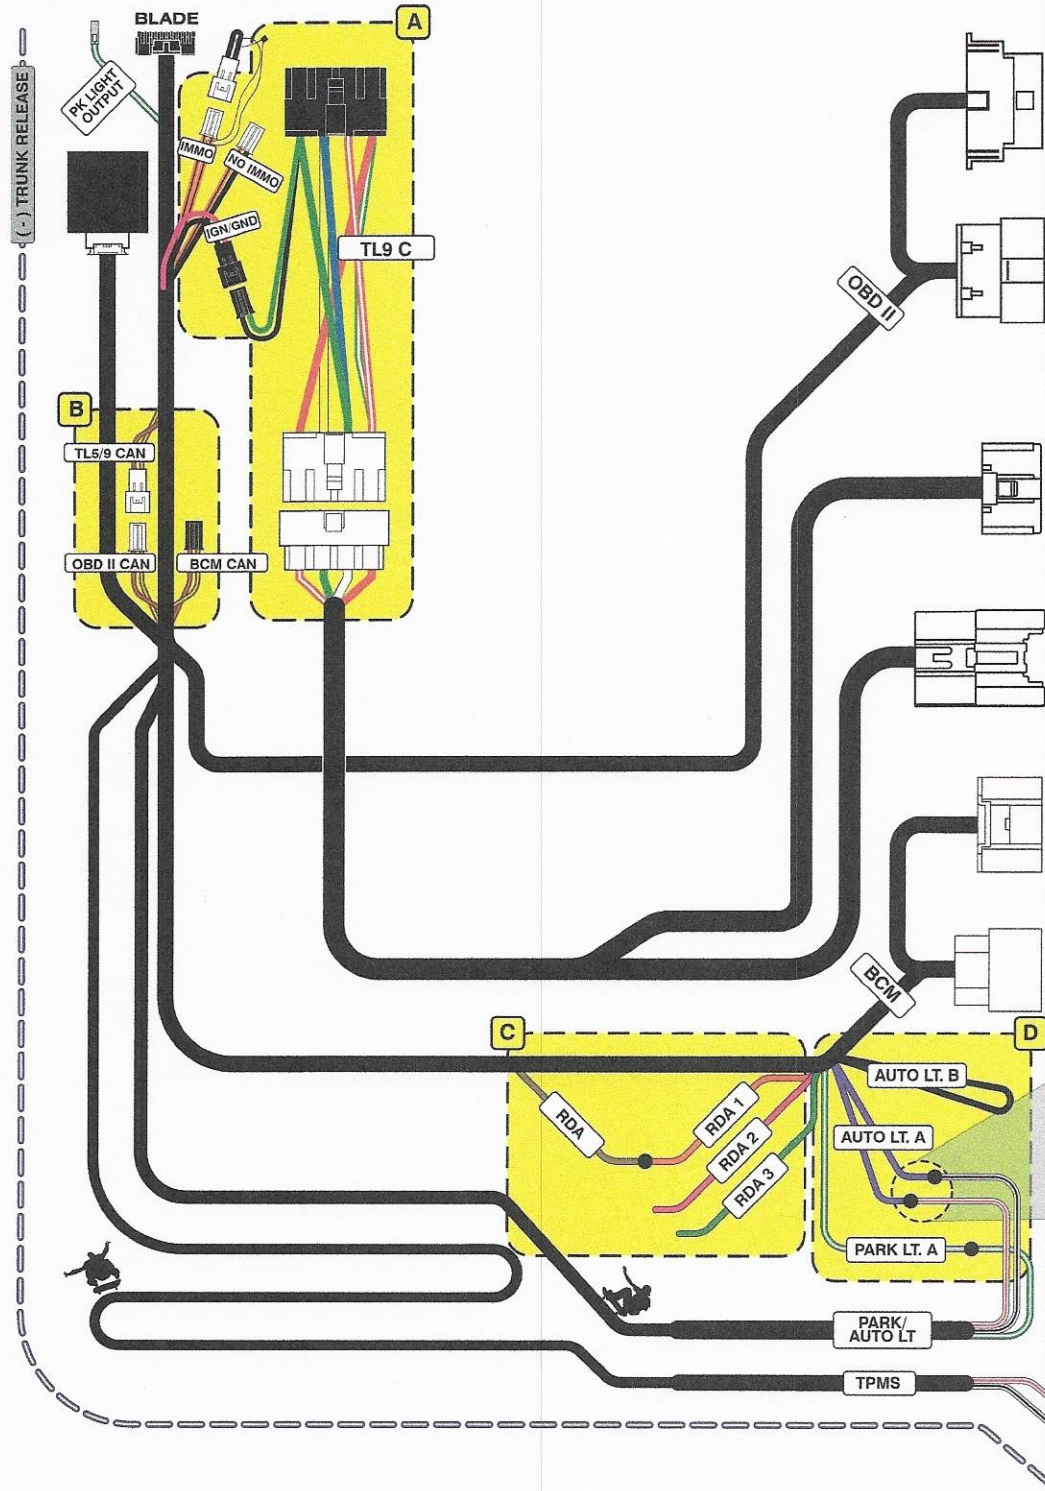 BLADE
A
PK LIGHT
OUTPUT
(-) TRUNK RELEASE
IMMO
NO IMMO
IGN/GND
TL9 C
OBD II
B
TL5/9 CAN
OBD II CAN
BCM CAN
BCM
C
D
AUTO LT. B
RDA
RDA 1
RDA 2
RDA 3
AUTO LT. A
PARK LT. A
PARK/
AUTO LT
TPMS